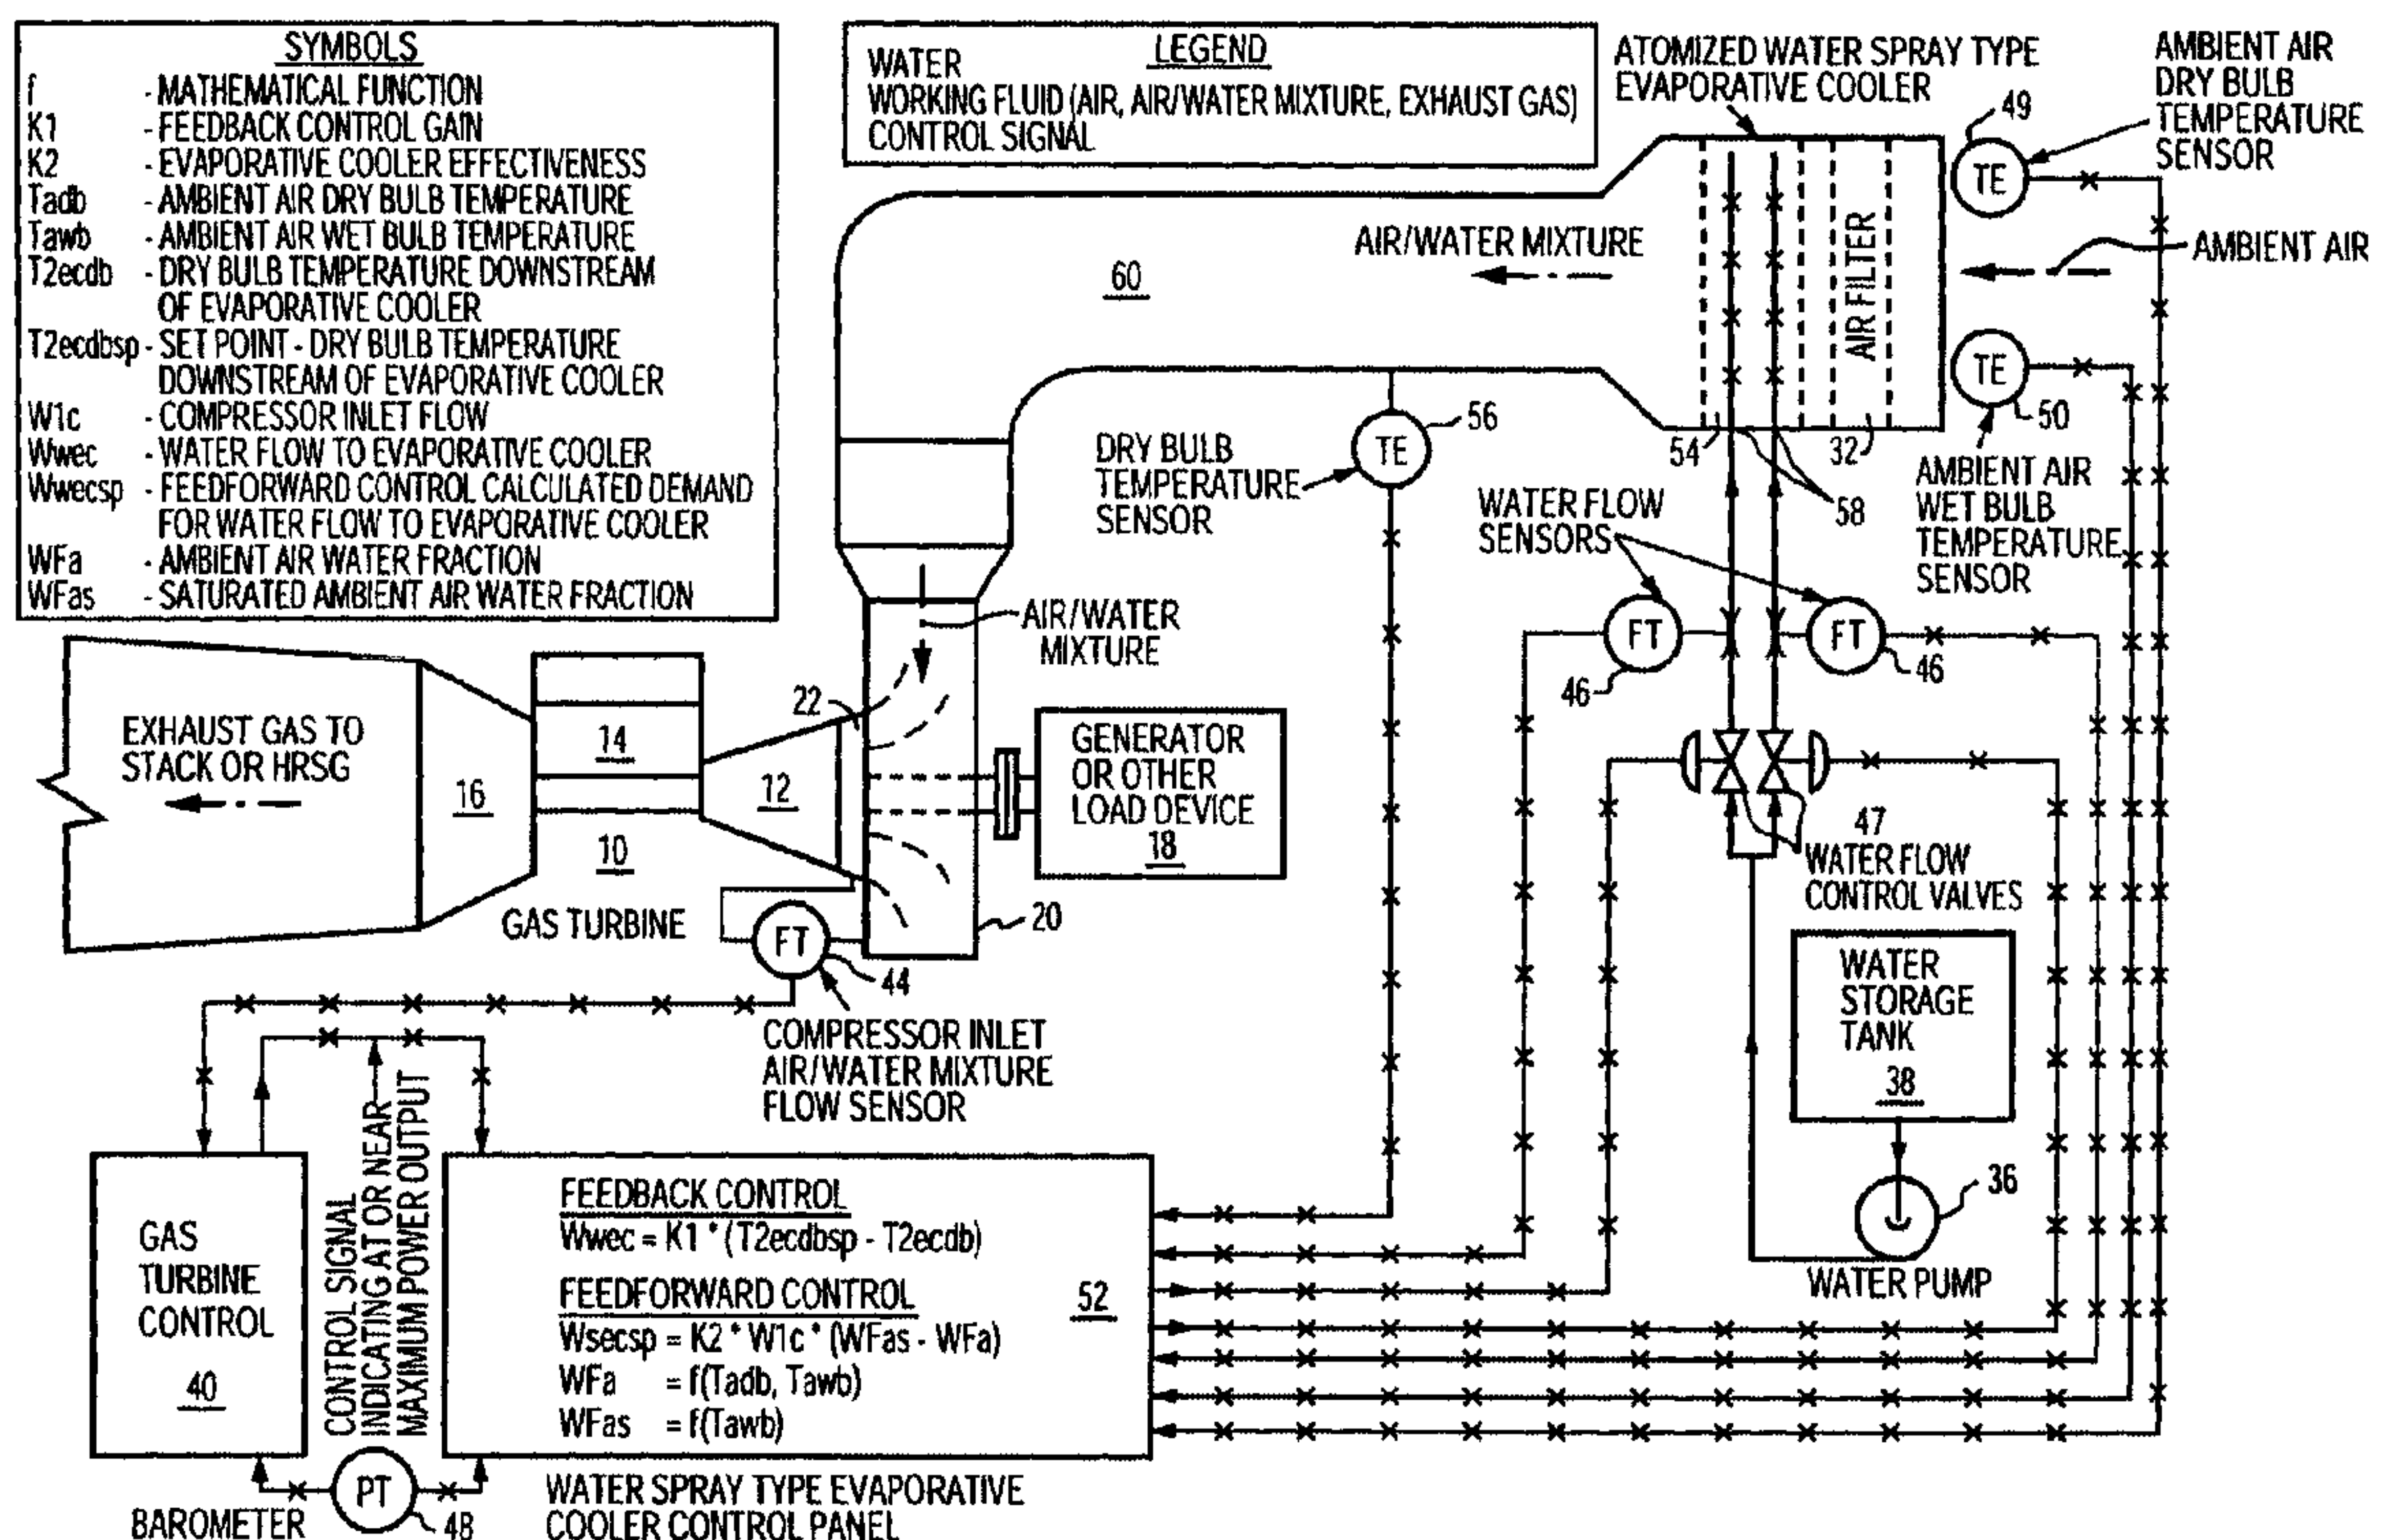 SYMBOLS
f - MATHEMATICAL FUNCTION
K1 - FEEDBACK CONTROL GAIN
K2 - EVAPORATIVE COOLER EFFECTIVENESS
Tadb - AMBIENT AIR DRY BULB TEMPERATURE
Tawb - AMBIENT AIR WET BULB TEMPERATURE
T2ecdb - DRY BULB TEMPERATURE DOWNSTREAM
OF EVAPORATIVE COOLER
T2ecdbsp - SET POINT - DRY BULB TEMPERATURE
DOWNSTREAM OF EVAPORATIVE COOLER
W1c - COMPRESSOR INLET FLOW
Wwec - WATER FLOW TO EVAPORATIVE COOLER
Wwecsp - FEEDFORWARD CONTROL CALCULATED DEMAND
FOR WATER FLOW TO EVAPORATIVE COOLER
WFa - AMBIENT AIR WATER FRACTION
WFas - SATURATED AMBIENT AIR WATER FRACTION
LEGEND
WATER
WORKING FLUID (AIR, AIR/WATER MIXTURE, EXHAUST GAS)
CONTROL SIGNAL
ATOMIZED WATER SPRAY TYPE
EVAPORATIVE COOLER
AMBIENT AIR
DRY BULB
TEMPERATURE
SENSOR
49
TE
AMBIENT AIR
AIR/WATER MIXTURE
60
AIR FILTER
TE
50
54
32
58
AMBIENT AIR
WET BULB
TEMPERATURE
SENSOR
56
TE
DRY BULB
TEMPERATURE
SENSOR
WATER FLOW
SENSORS
FT
46
FT
46
AIR/WATER
MIXTURE
22
EXHAUST GAS TO
STACK OR HRSG
16
14
12
10
GAS TURBINE
GENERATOR
OR OTHER
LOAD DEVICE
18
20
FT
44
COMPRESSOR INLET
AIR/WATER MIXTURE
FLOW SENSOR
47
WATER FLOW
CONTROL VALVES
WATER
STORAGE
TANK
38
36
WATER PUMP
GAS
TURBINE
CONTROL
40
CONTROL SIGNAL
INDICATING AT OR NEAR
MAXIMUM POWER OUTPUT
FEEDBACK CONTROL
Wwec = K1 * (T2ecdbsp - T2ecdb)
FEEDFORWARD CONTROL
Wsecsp = K2 * W1c * (WFas - WFa)
WFa = f(Tadb, Tawb)
WFas = f(Tawb)
52
PT
48
BAROMETER
WATER SPRAY TYPE EVAPORATIVE
COOLER CONTROL PANEL